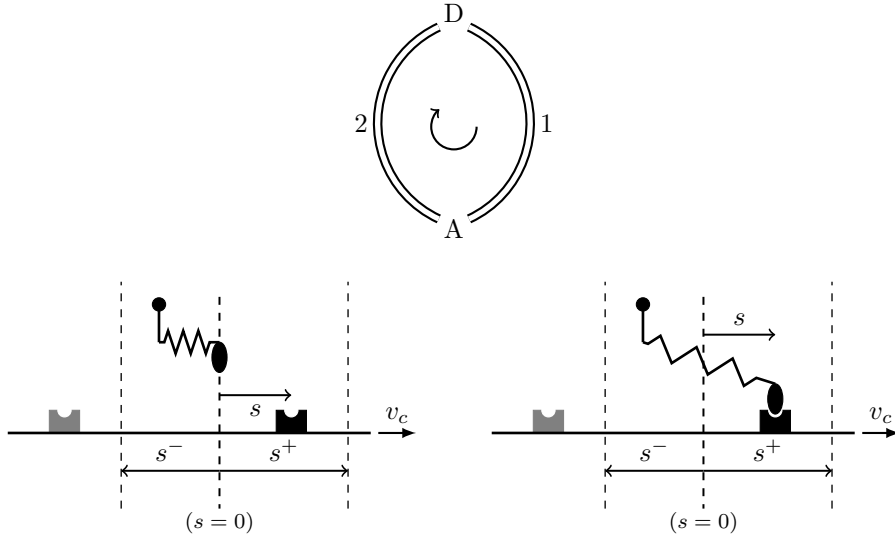 D
2
1
A
s
v_c
s^-
s^+
(s = 0)
s
v_c
s^-
s^+
(s = 0)